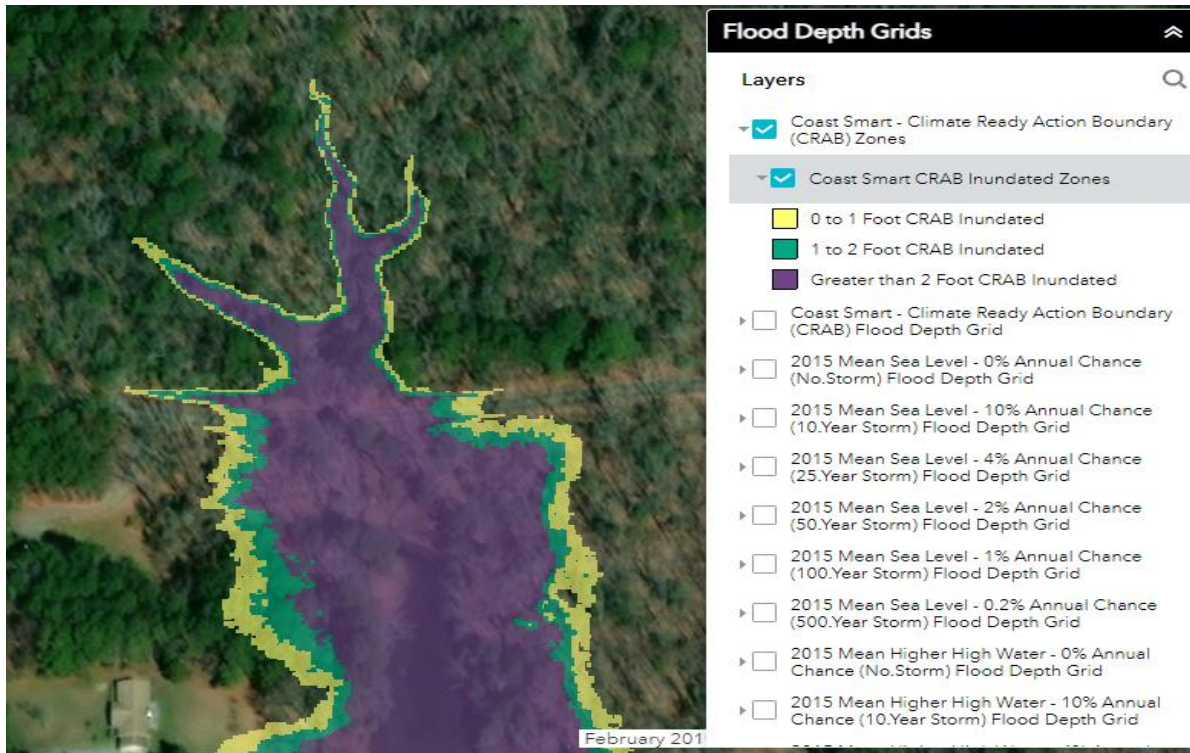 Flood Depth Grids
Layers
Coast Smart - Climate Ready Action Boundary
(CRAB) Zones
Coast Smart CRAB Inundated Zones
0 to 1 Foot CRAB Inundated
1 to 2 Foot CRAB Inundated
Greater than 2 Foot CRAB Inundated
Coast Smart - Climate Ready Action Boundary
(CRAB) Flood Depth Grid
2015 Mean Sea Level - 0% Annual Chance
(No.Storm) Flood Depth Grid
2015 Mean Sea Level - 10% Annual Chance
(10.Year Storm) Flood Depth Grid
2015 Mean Sea Level - 4% Annual Chance
(25.Year Storm) Flood Depth Grid
2015 Mean Sea Level - 2% Annual Chance
(50.Year Storm) Flood Depth Grid
2015 Mean Sea Level - 1% Annual Chance
(100.Year Storm) Flood Depth Grid
2015 Mean Sea Level - 0.2% Annual Chance
(500.Year Storm) Flood Depth Grid
2015 Mean Higher High Water - 0% Annual
Chance (No.Storm) Flood Depth Grid
2015 Mean Higher High Water - 10% Annual
Chance (10.Year Storm) Flood Depth Grid
February 201